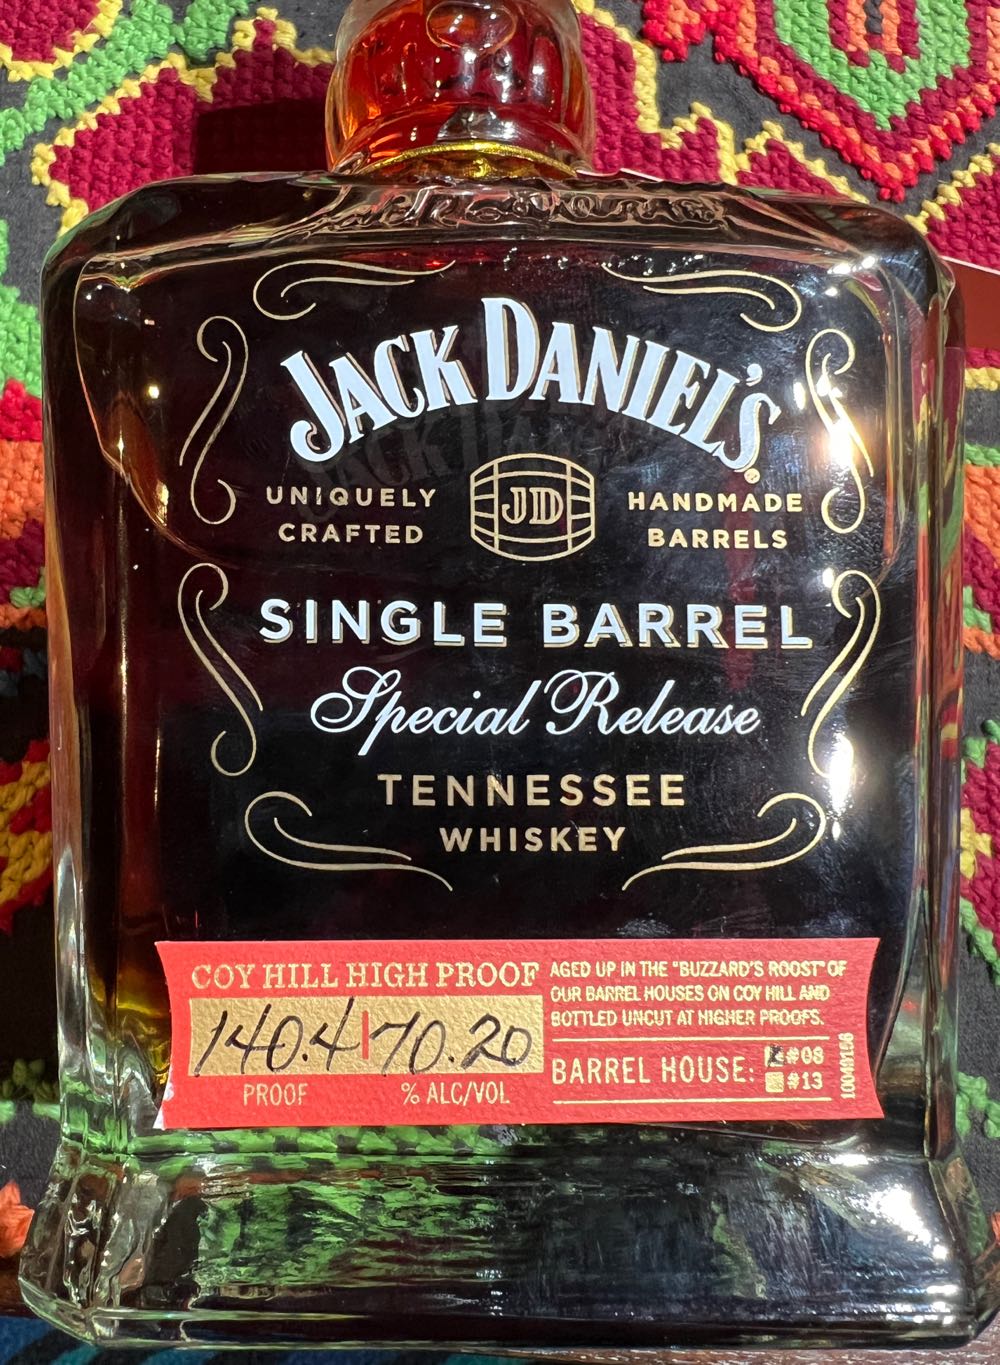 JACK DANIEL'S
UNIQUELY
CRAFTED
JD
HANDMADE
BARRELS
SINGLE BARREL
Special Release
TENNESSEE
WHISKEY
COY HILL HIGH PROOF
140.4 | 70.20
PROOF
% ALC/VOL
AGED UP IN THE "BUZZARD'S ROOST" OF
OUR BARREL HOUSES ON COY HILL AND
BOTTLED UNCUT AT HIGHER PROOFS.
BARREL HOUSE:
#08
#13